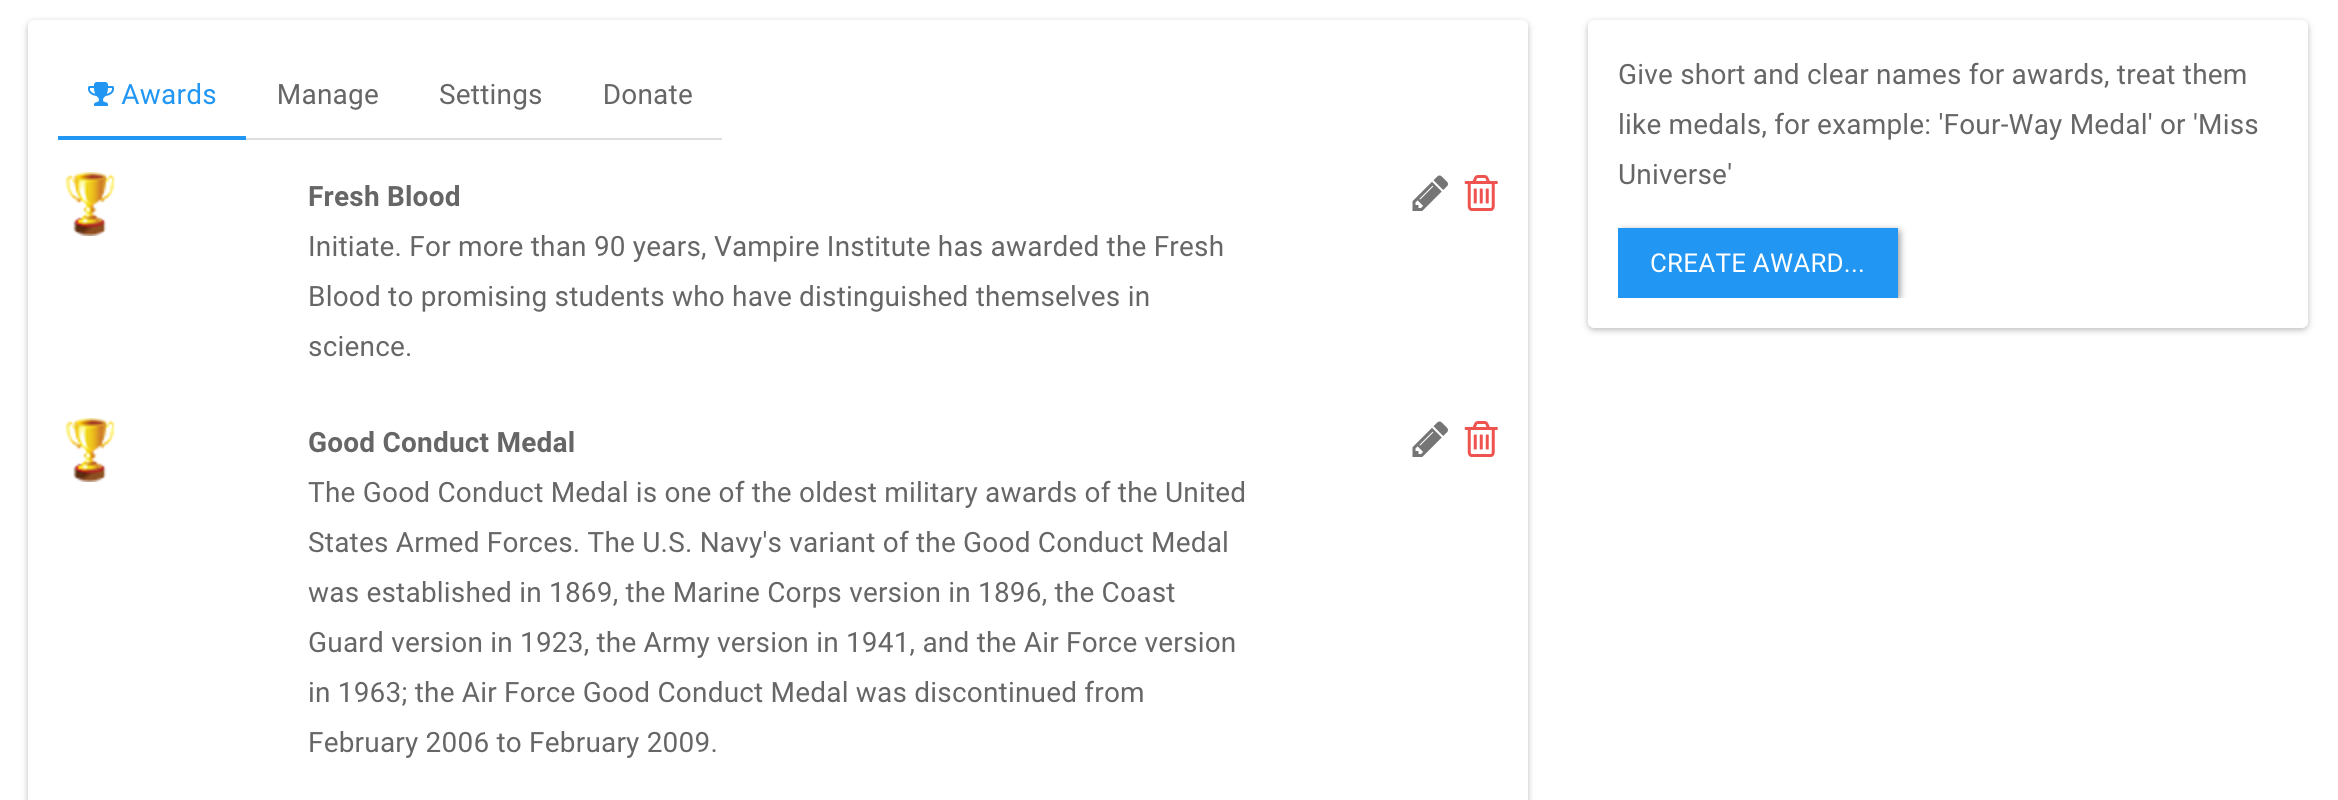 Awards Manage Settings Donate
Fresh Blood
Initiate. For more than 90 years, Vampire Institute has awarded the Fresh
Blood to promising students who have distinguished themselves in
science.
Good Conduct Medal
The Good Conduct Medal is one of the oldest military awards of the United
States Armed Forces. The U.S. Navy's variant of the Good Conduct Medal
was established in 1869, the Marine Corps version in 1896, the Coast
Guard version in 1923, the Army version in 1941, and the Air Force version
in 1963; the Air Force Good Conduct Medal was discontinued from
February 2006 to February 2009.
Give short and clear names for awards, treat them
like medals, for example: 'Four-Way Medal' or 'Miss
Universe'
CREATE AWARD...